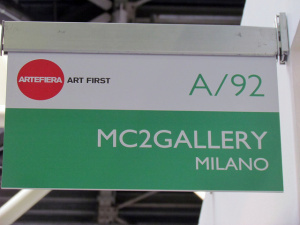 ARTEFIERA ART FIRST
A/92
MC2GALLERY
MILANO